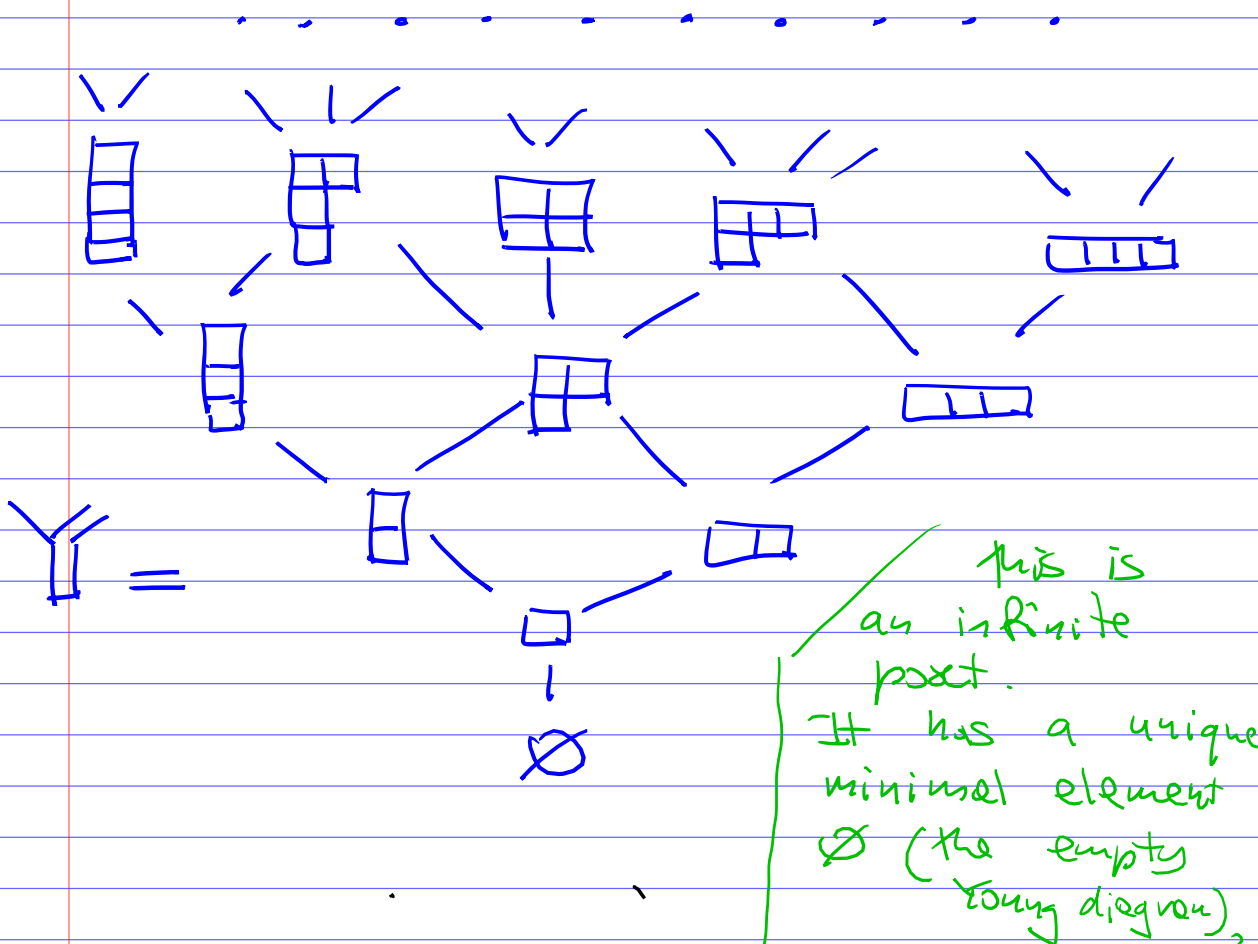 𝕐 =
∅
this is
an infinite
poset.
It has a unique
minimal element
∅ (the empty
Young diagram),